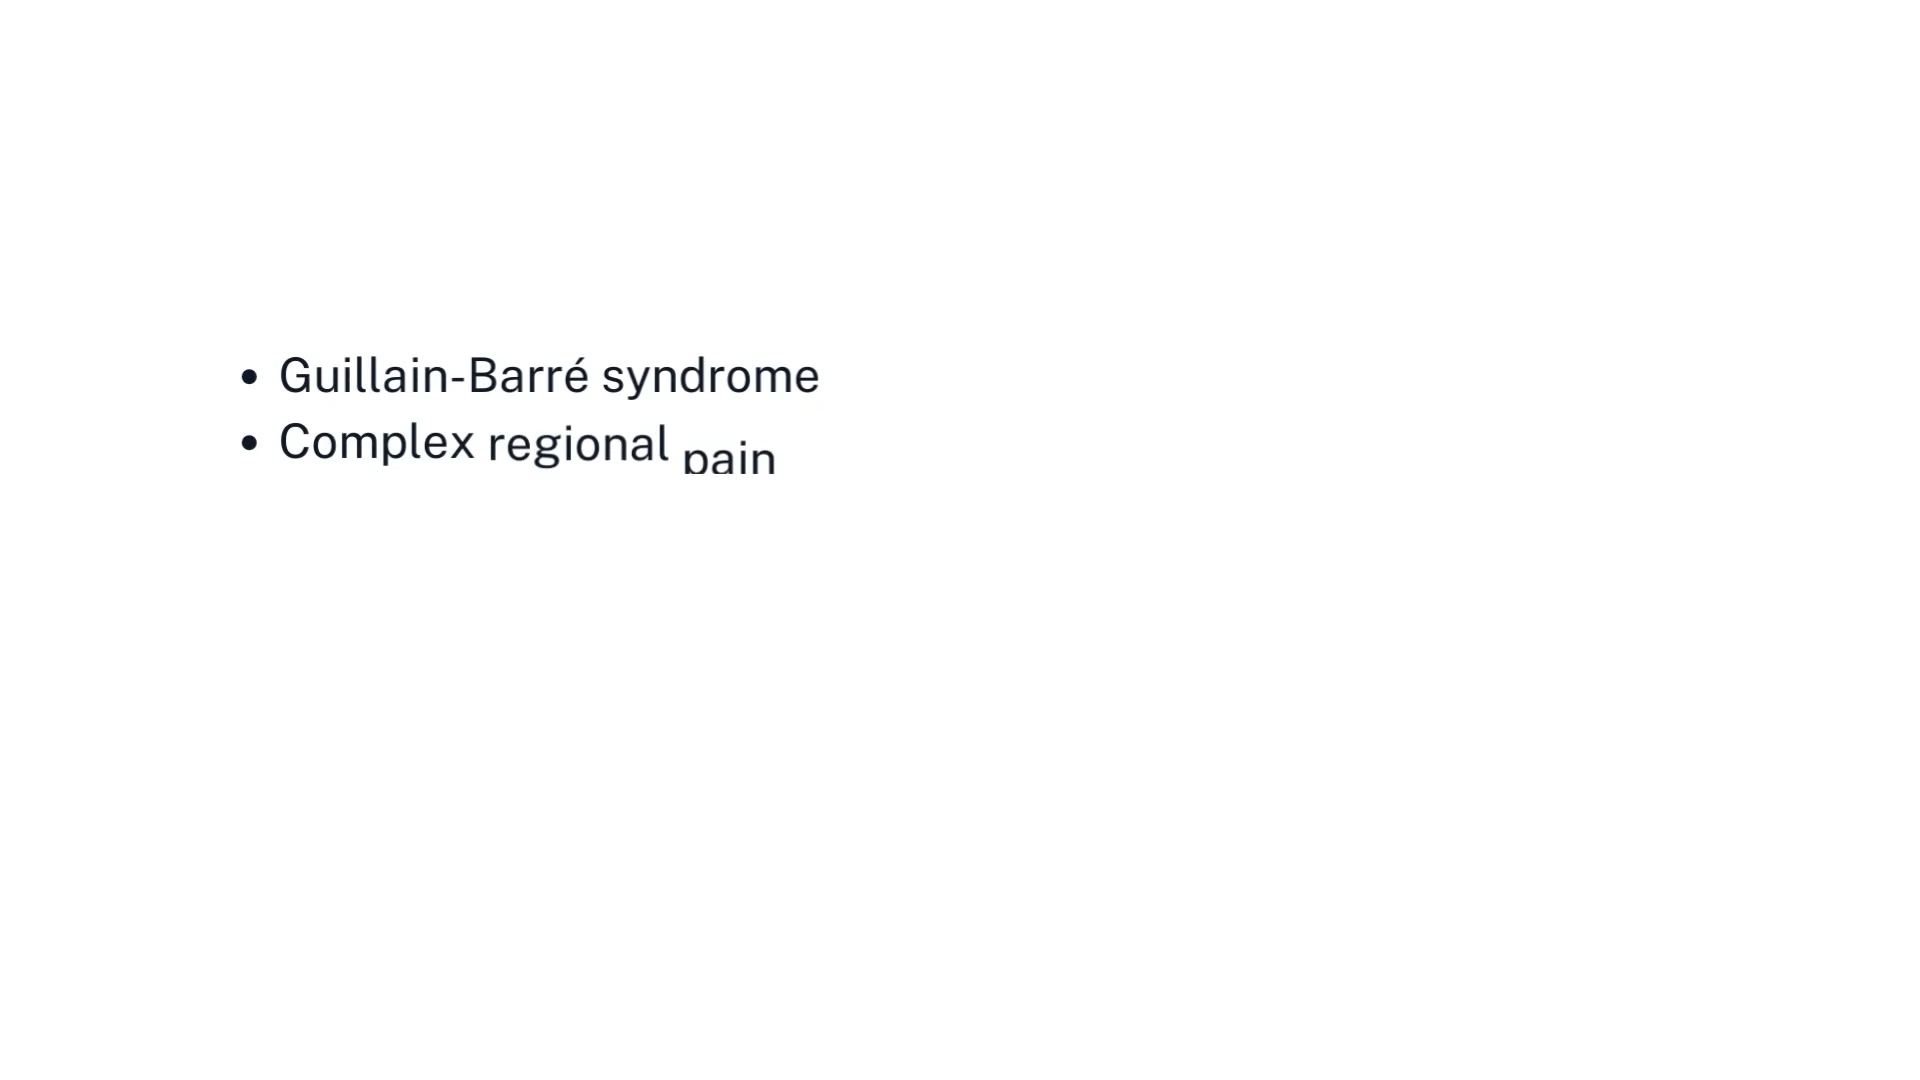 • Guillain-Barré syndrome
• Complex regional pain